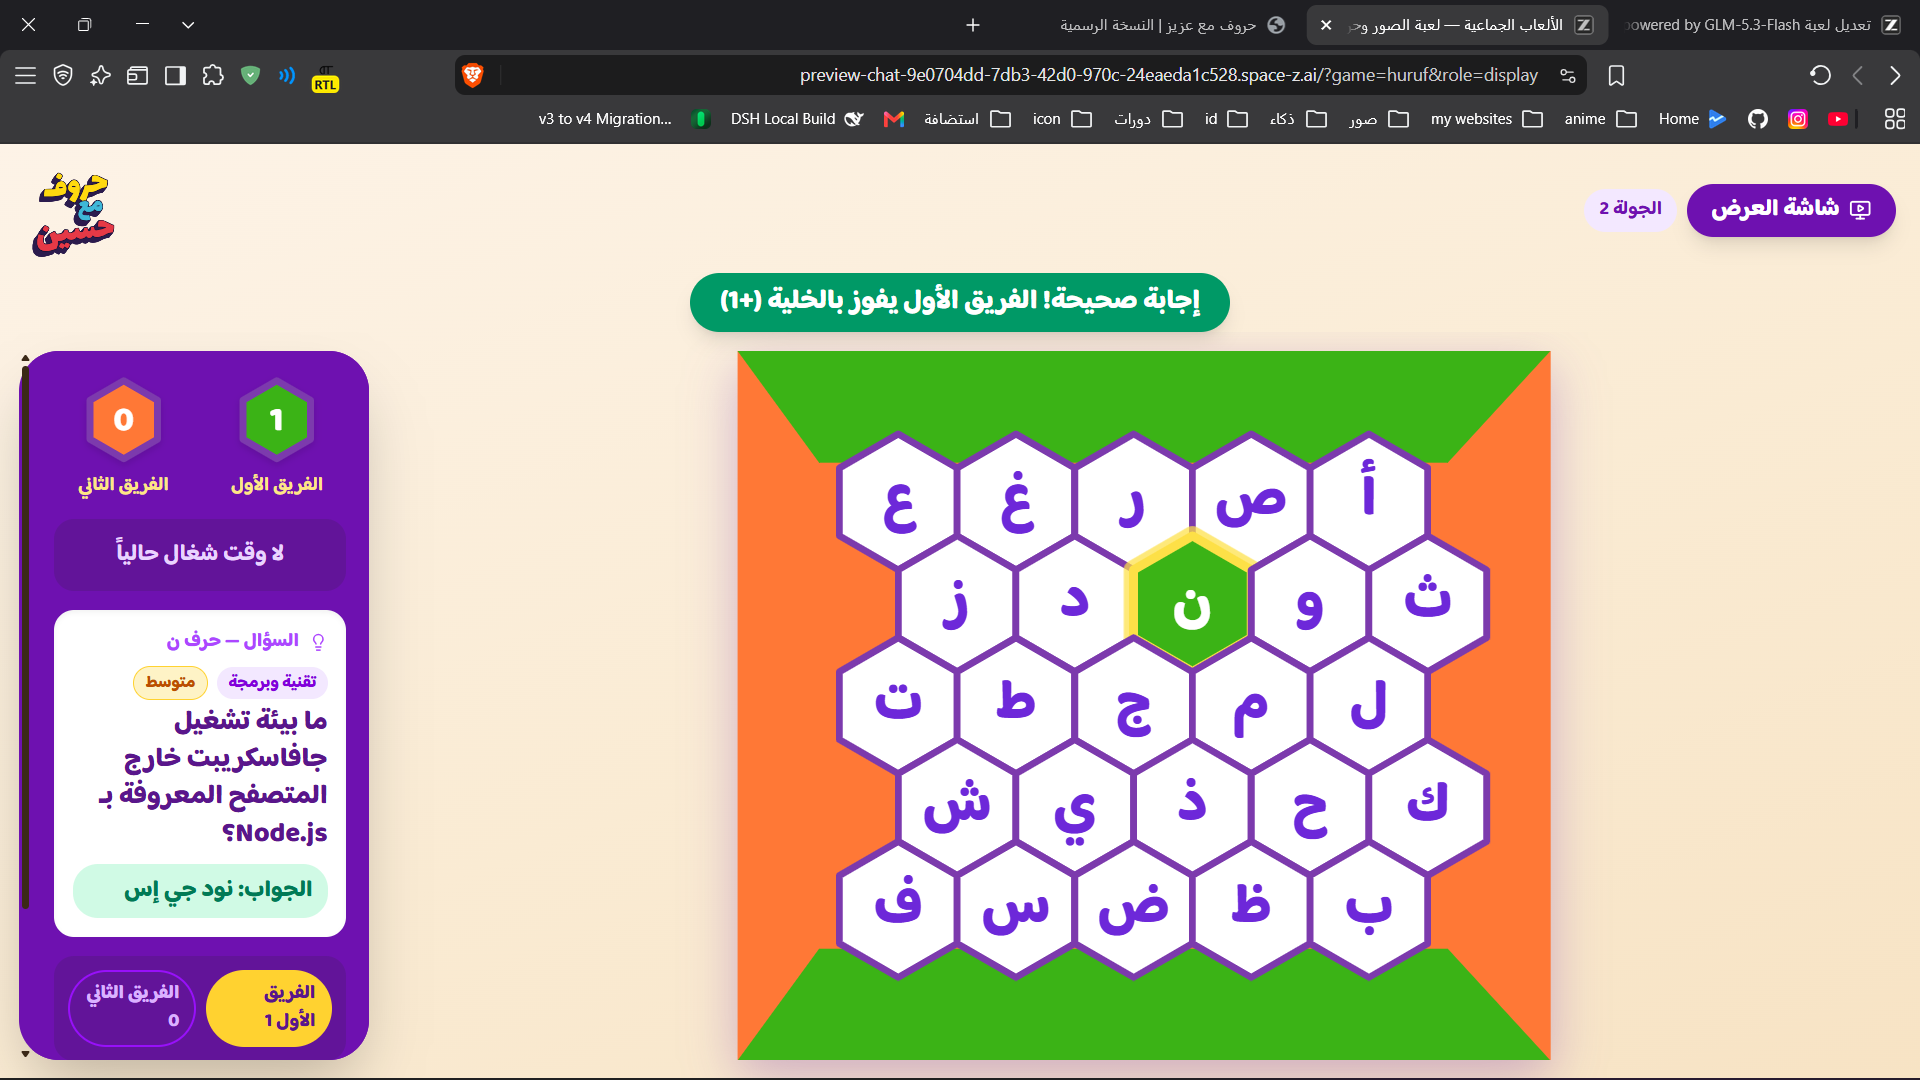 تعديل لعبة powered by GLM-5.3-Flash
الألعاب الجماعية — لعبة الصور وحر
حروف مع عزيز | النسخة الرسمية
preview-chat-9e0704dd-7db3-42d0-970c-24eaeda1c528.space-z.ai/?game=huruf&role=display
RTL
Home
anime
my websites
صور
ذكاء
id
دورات
icon
استضافة
DSH Local Build
v3 to v4 Migration...
شاشة العرض
الجولة 2
حروف
مع
حسين
إجابة صحيحة! الفريق الأول يفوز بالخلية (+1)
1
0
الفريق الأول
الفريق الثاني
لا وقت شغال حالياً
السؤال — حرف ن
تقنية وبرمجة
متوسط
ما بيئة تشغيل
جافاسكريبت خارج
المتصفح المعروفة بـ
Node.js؟
الجواب: نود جي إس
الفريق
الأول 1
الفريق الثاني
0
أ ص ر غ ع
ث و ن د ز
ل م ج ط ت
ك ح ذ ي ش
ب ظ ض س ف